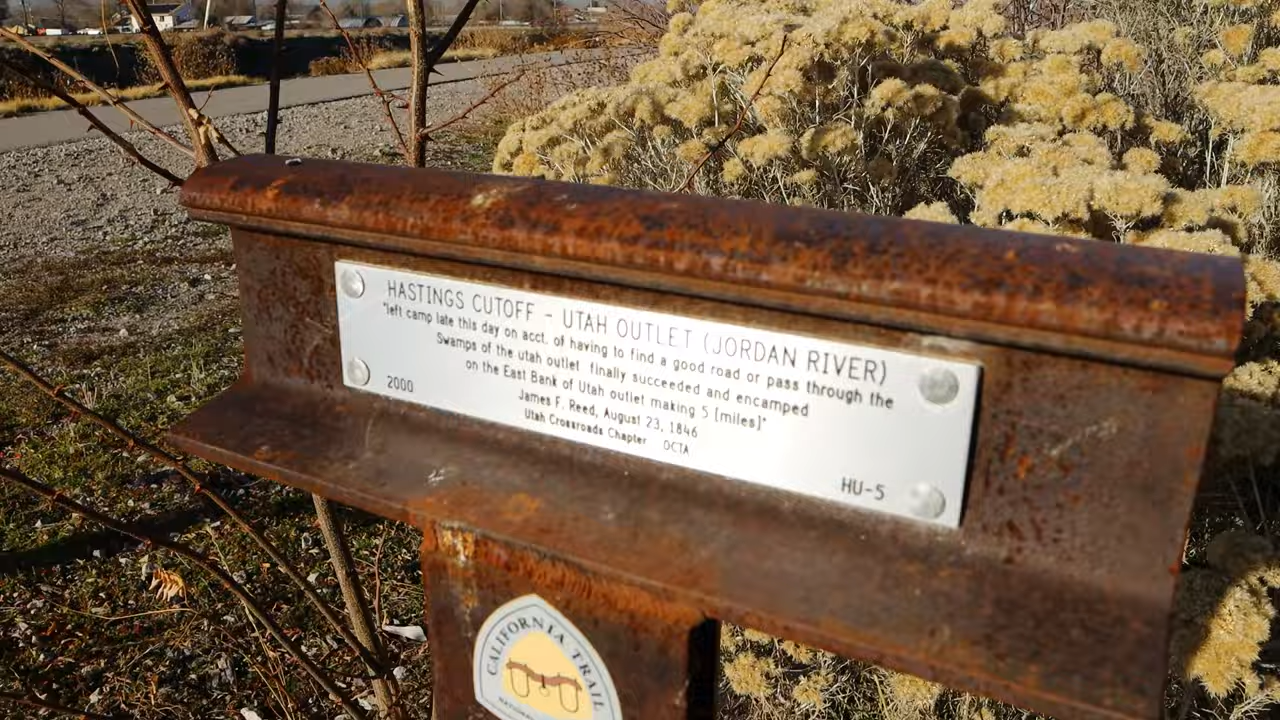 HASTINGS CUTOFF - UTAH OUTLET (JORDAN RIVER)
"left camp late this day on acct. of having to find a good road or pass through the
Swamps of the utah outlet finally succeeded and encamped
on the East Bank of Utah outlet making 5 [miles]"
James F. Reed, August 23, 1846
Utah Crossroads Chapter OCTA
2000
HU-5
CALIFORNIA TRAIL